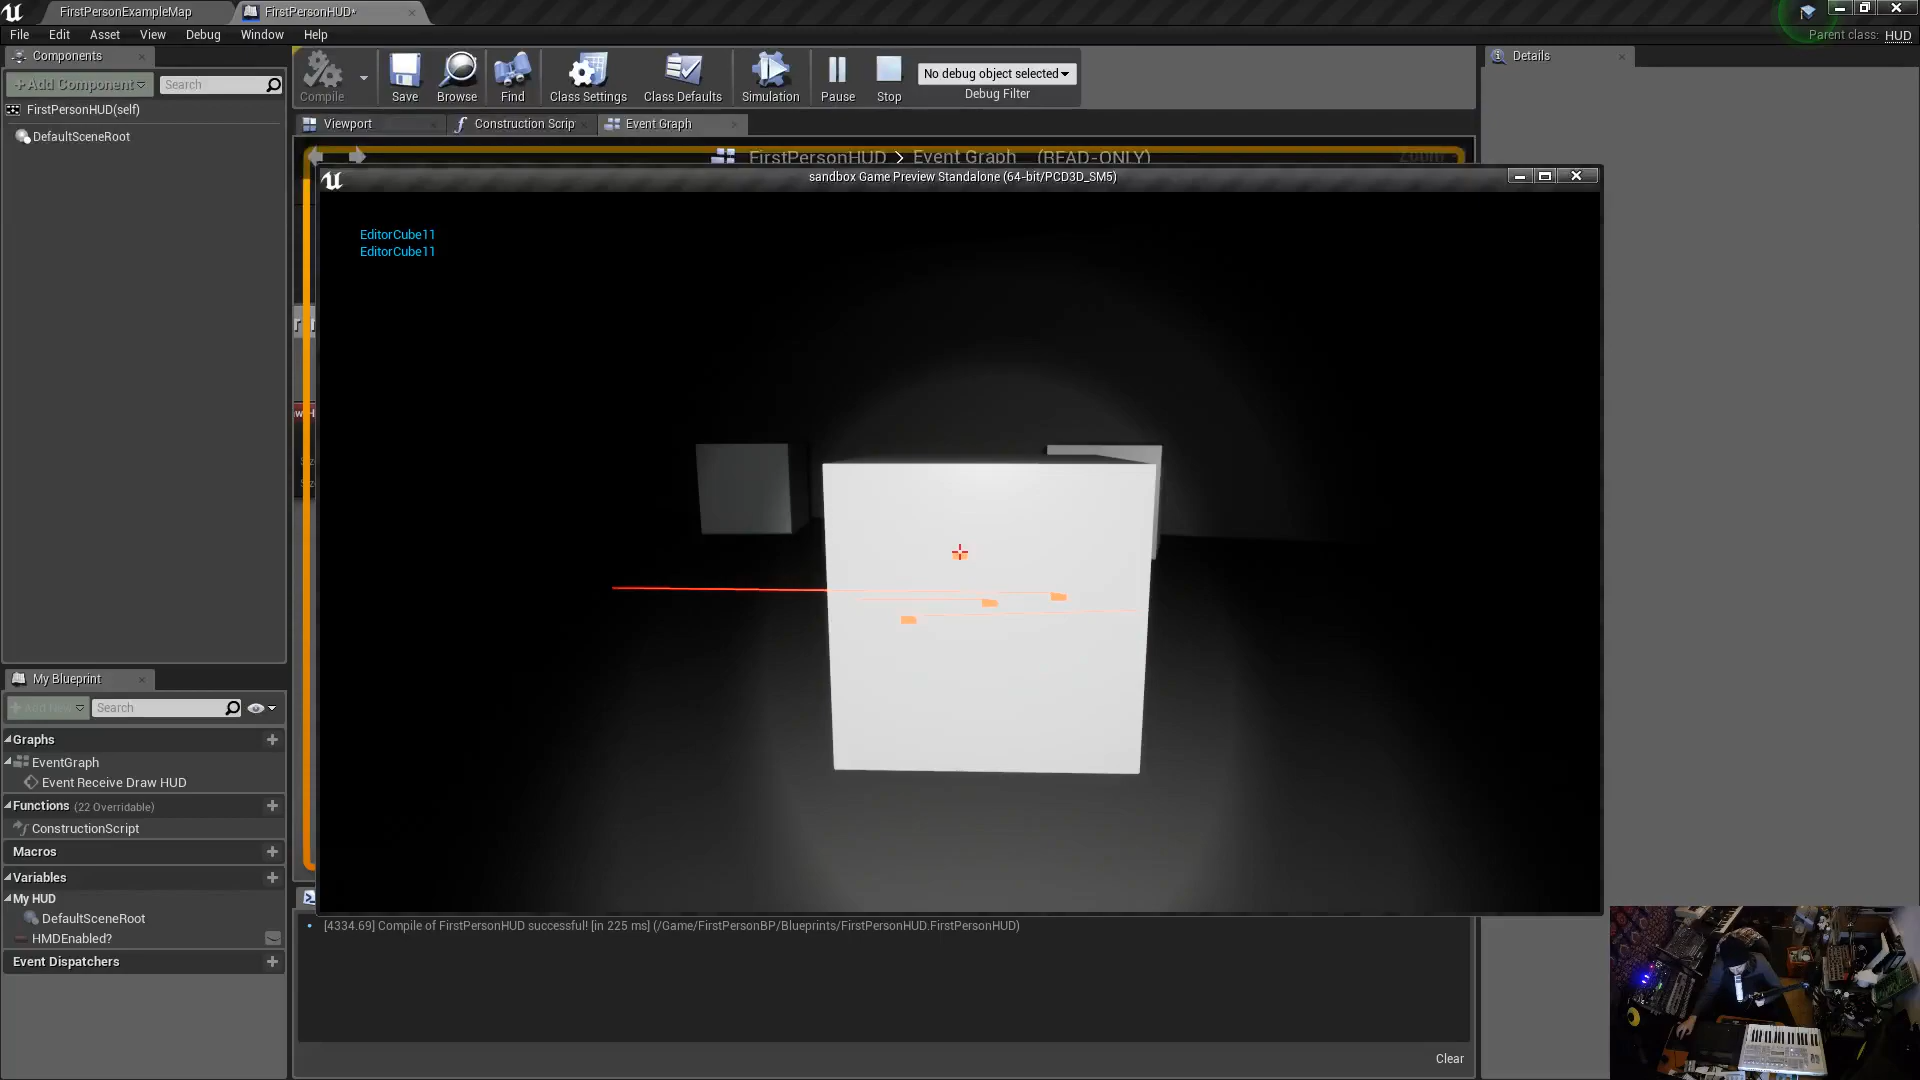 FirstPersonExampleMap
FirstPersonHUD*
File Edit Asset View Debug Window Help
Parent class: HUD
Components
Details
+Add Component
Search
Compile
Save
Browse
Find
Class Settings
Class Defaults
Simulation
Pause
Stop
No debug object selected
Debug Filter
FirstPersonHUD(self)
DefaultSceneRoot
Viewport
Construction Scrip
Event Graph
FirstPersonHUD > Event Graph (READ-ONLY)
Zoom
sandbox Game Preview Standalone (64-bit/PCD3D_SM5)
EditorCube11
EditorCube11
My Blueprint
+ Add New
Search
Graphs
EventGraph
Event Receive Draw HUD
Functions (22 Overridable)
ConstructionScript
Macros
Variables
My HUD
DefaultSceneRoot
HMDEnabled?
Event Dispatchers
[4334.69] Compile of FirstPersonHUD successful! [in 225 ms] (/Game/FirstPersonBP/Blueprints/FirstPersonHUD.FirstPersonHUD)
Clear